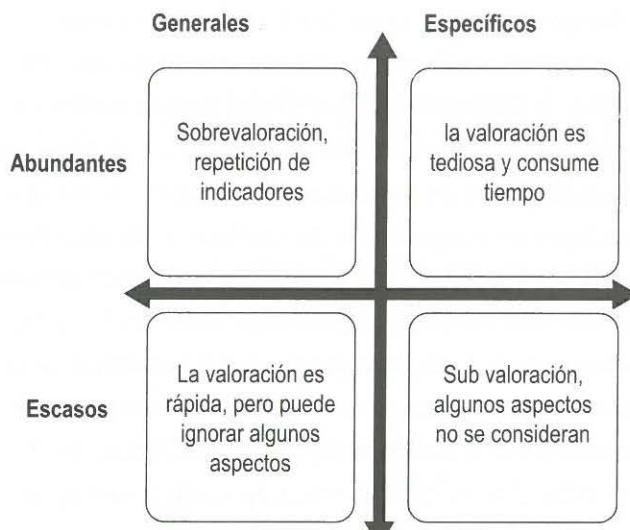 Generales Específicos
Abundantes
Sobrevaloración,
repetición de
indicadores
la valoración es
tediosa y consume
tiempo
Escasos
La valoración es
rápida, pero puede
ignorar algunos
aspectos
Sub valoración,
algunos aspectos
no se consideran